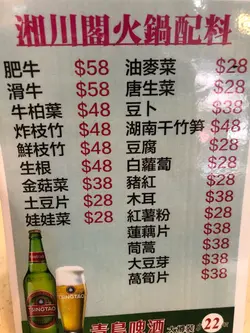 湘川閣火鍋配料
肥牛 $58
滑牛 $58
牛柏葉 $48
炸枝竹 $48
鮮枝竹 $48
生根 $48
金菇菜 $38
土豆片 $28
娃娃菜 $28
油麥菜 $28
唐生菜 $28
豆卜 $38
湖南干竹笋 $48
豆腐 $28
白蘿蔔 $28
豬紅 $28
木耳 $38
紅薯粉 $28
蓮藕片 $38
茼蒿 $38
大豆芽 $38
萵筍片 $38
TSINGTAO
TSINGTAO
青島啤酒 大樽裝 22